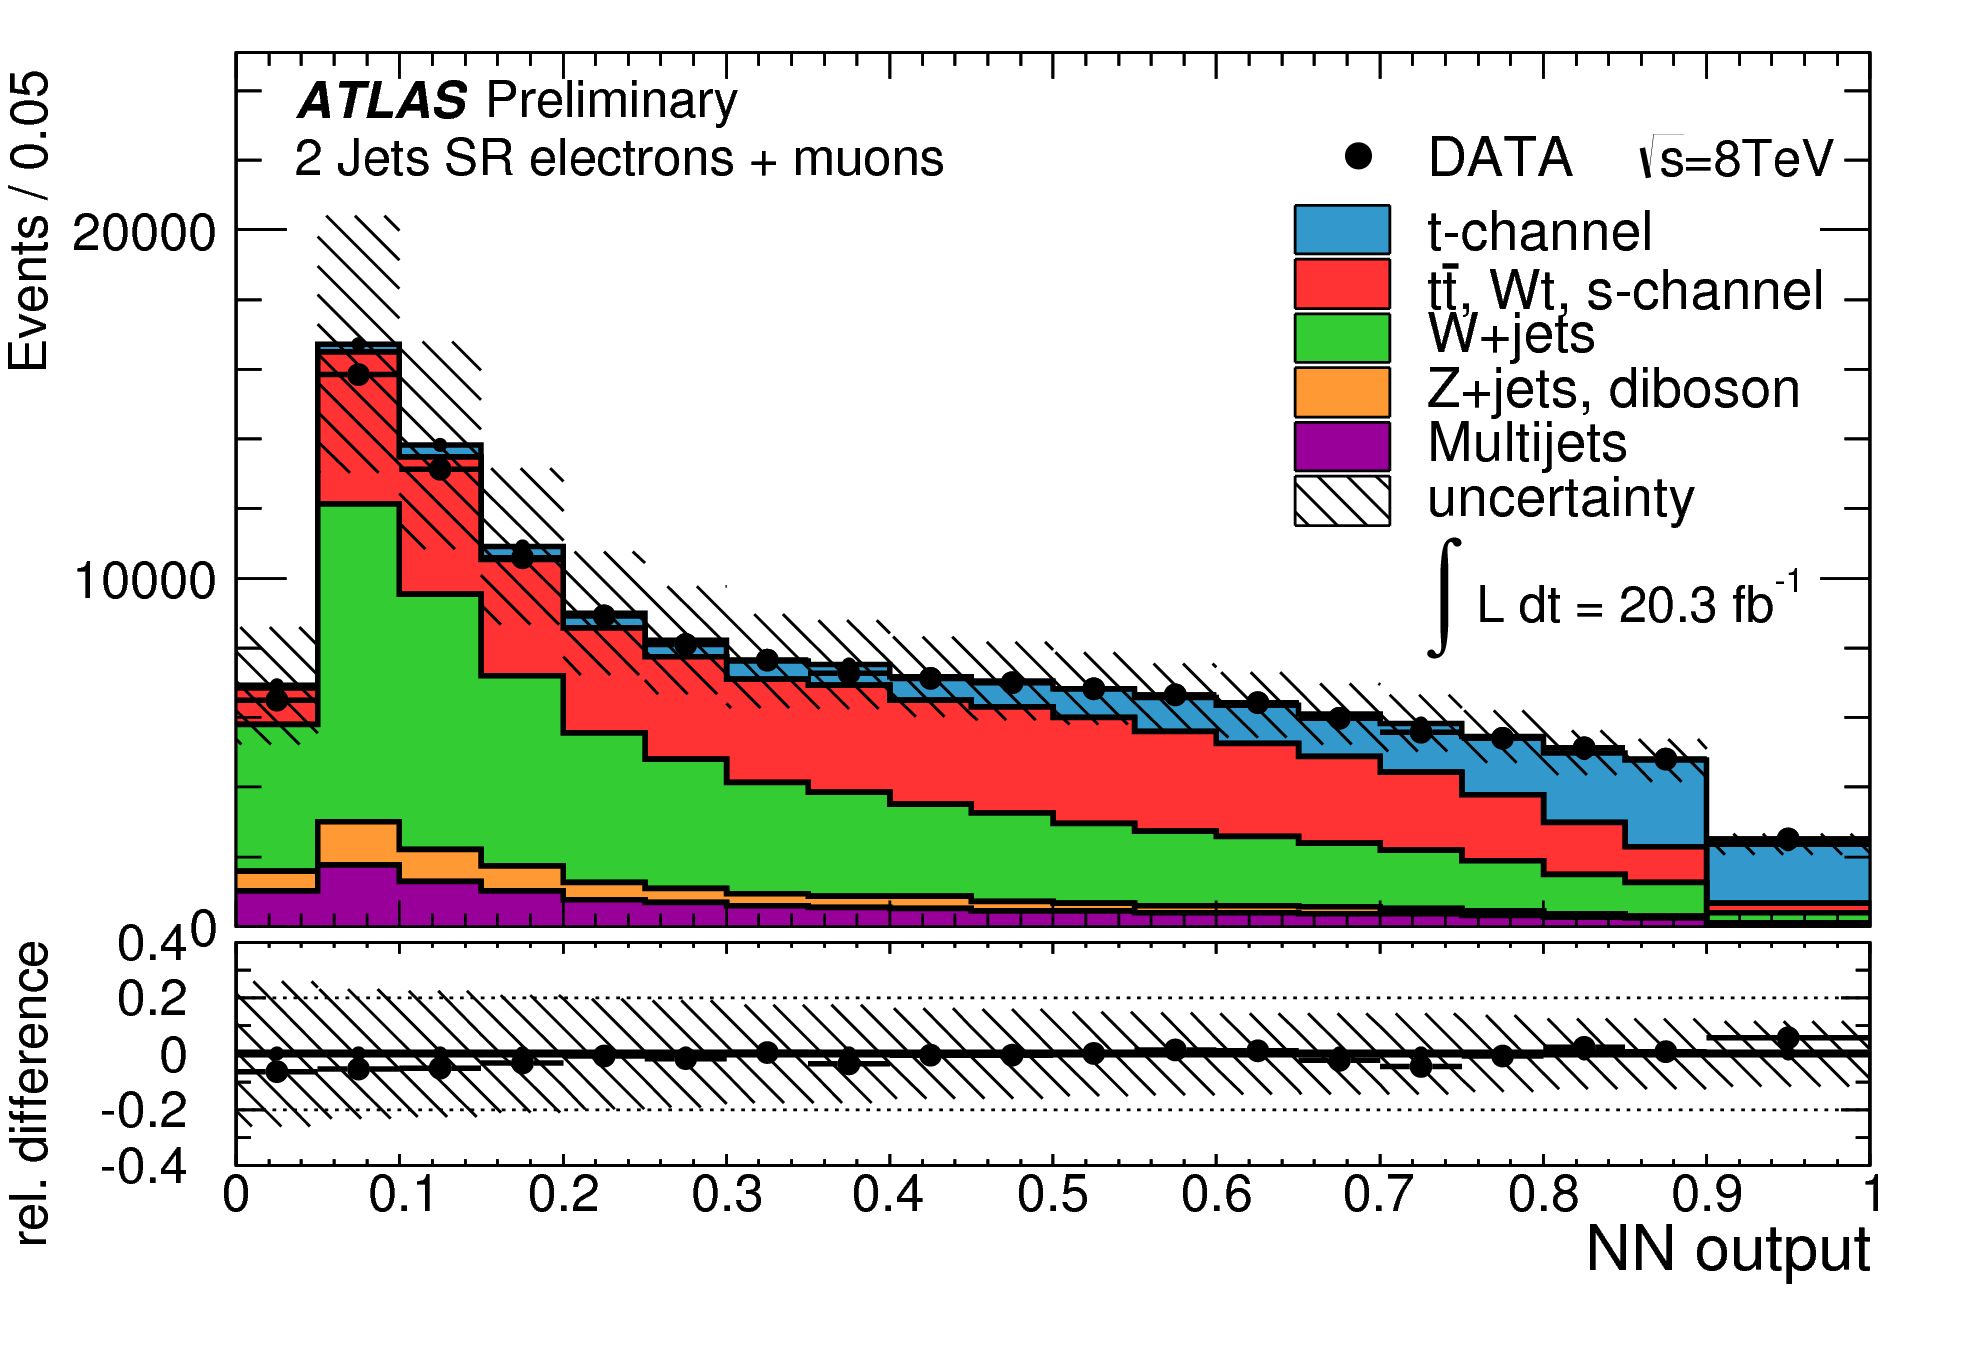 ATLAS Preliminary
2 Jets SR electrons + muons
DATA √s=8TeV
t-channel
tt̄, Wt, s-channel
W+jets
Z+jets, diboson
Multijets
uncertainty
∫ L dt = 20.3 fb⁻¹
Events / 0.05
20000
10000
0
rel. difference
0.4
0.2
0
-0.2
-0.4
0 0.1 0.2 0.3 0.4 0.5 0.6 0.7 0.8 0.9 1
NN output